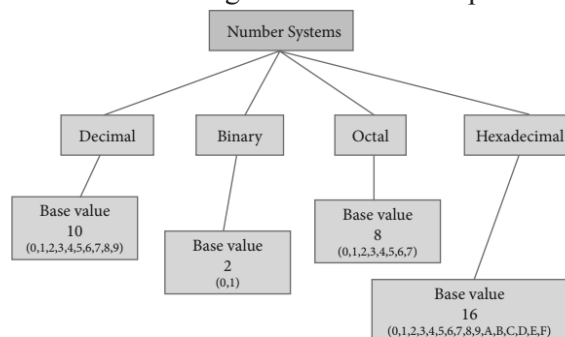 Number Systems
Decimal
Binary
Octal
Hexadecimal
Base value
10
(0,1,2,3,4,5,6,7,8,9)
Base value
2
(0,1)
Base value
8
(0,1,2,3,4,5,6,7)
Base value
16
(0,1,2,3,4,5,6,7,8,9,A,B,C,D,E,F)